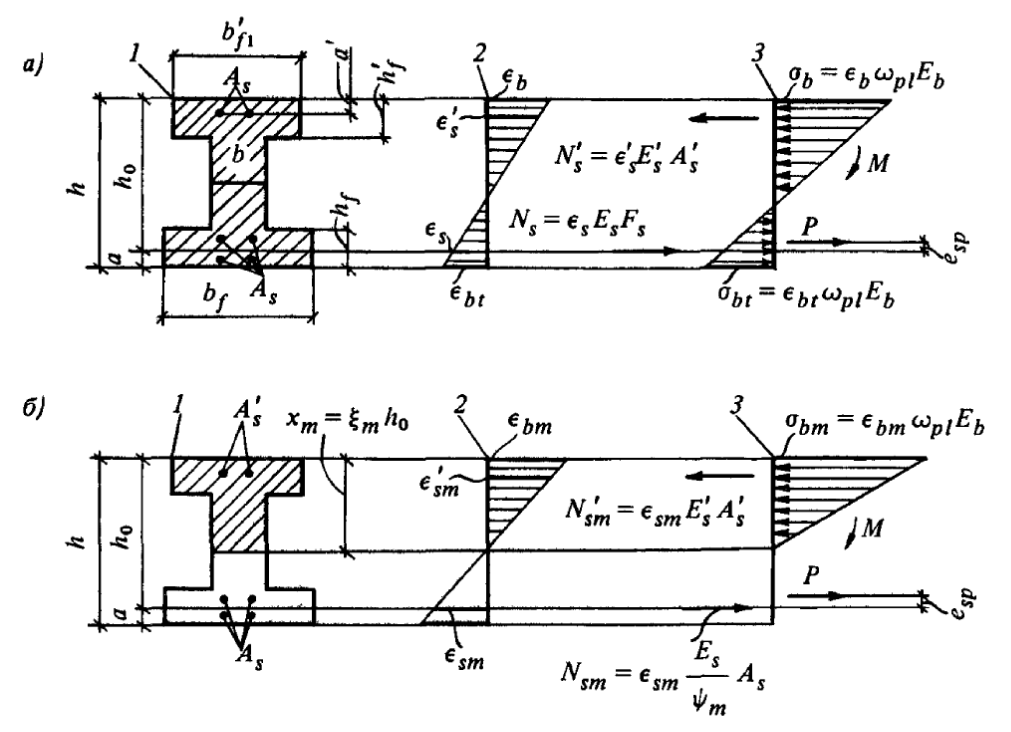 а)
1
b'f1
As
a'
h'f
b
h
h0
hf
a
bf
As
2
ϵb
ϵ's
N's = ϵ's E's A's
Ns = ϵs Es Fs
ϵs
ϵbt
3
σb = ϵb ωpl Eb
M
P
esp
σbt = ϵbt ωpl Eb
б)
1
A's
xm = ξm h0
h
h0
a
As
2
ϵbm
ϵ'sm
N'sm = ϵsm E's A's
ϵsm
Nsm = ϵsm Es/ψm As
3
σbm = ϵbm ωpl Eb
M
P
esp